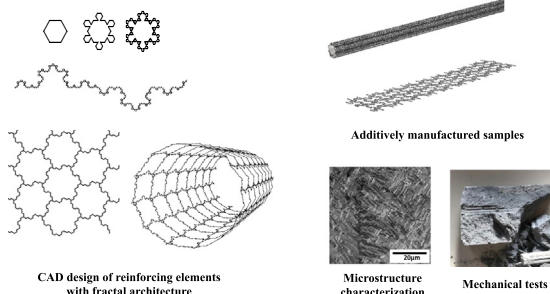 Additively manufactured samples
20μm
CAD design of reinforcing elements
with fractal architecture
Microstructure
characterization
Mechanical tests